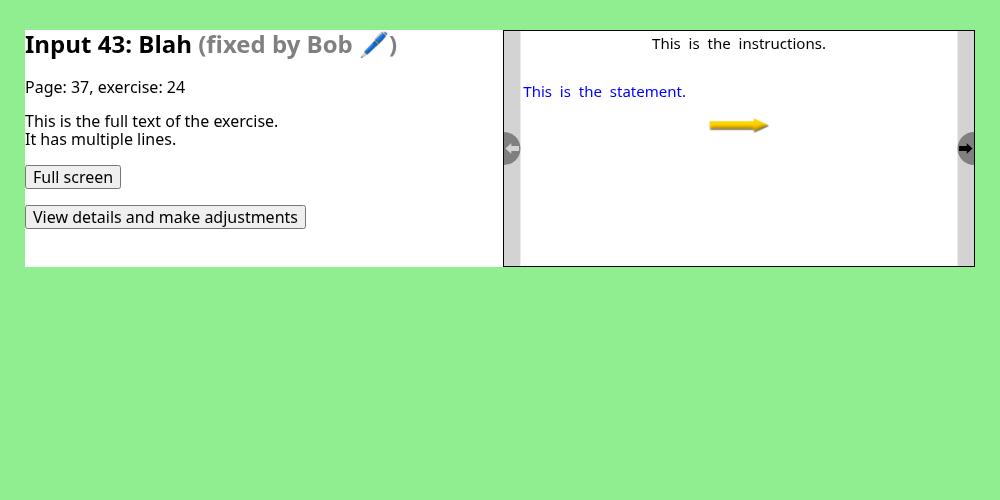 Input 43: Blah (fixed by Bob 🖊️)
Page: 37, exercise: 24
This is the full text of the exercise.
It has multiple lines.
Full screen
View details and make adjustments
This is the instructions.
This is the statement.